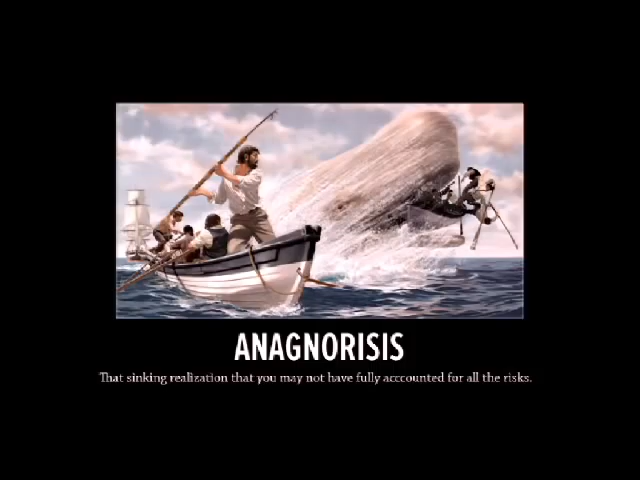 ANAGNORISIS
That sinking realization that you may not have fully acccounted for all the risks.